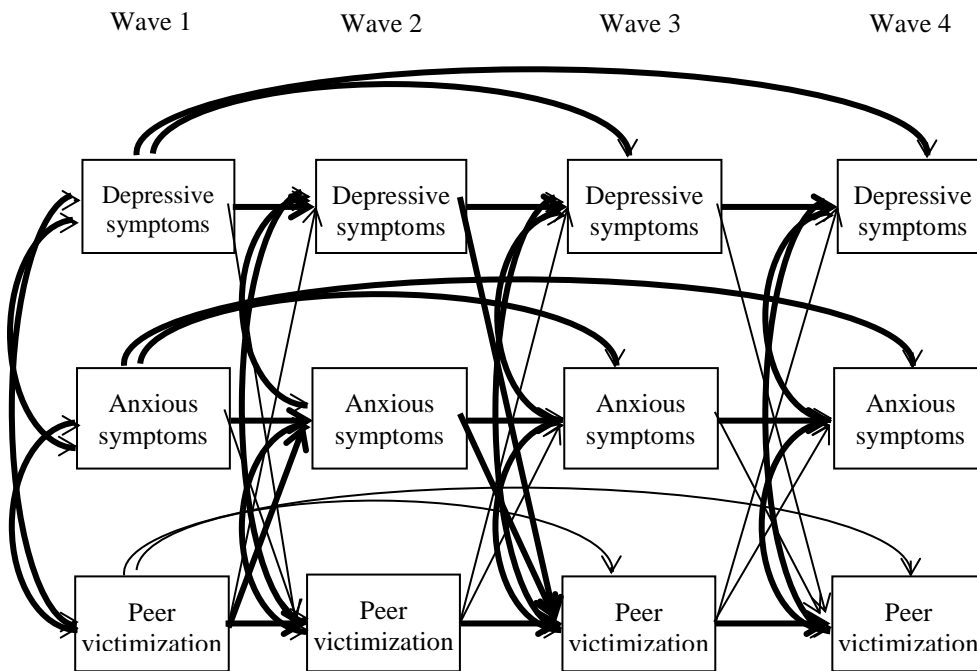 Wave 1
Wave 2
Wave 3
Wave 4
Depressive
symptoms
Depressive
symptoms
Depressive
symptoms
Depressive
symptoms
Anxious
symptoms
Anxious
symptoms
Anxious
symptoms
Anxious
symptoms
Peer
victimization
Peer
victimization
Peer
victimization
Peer
victimization